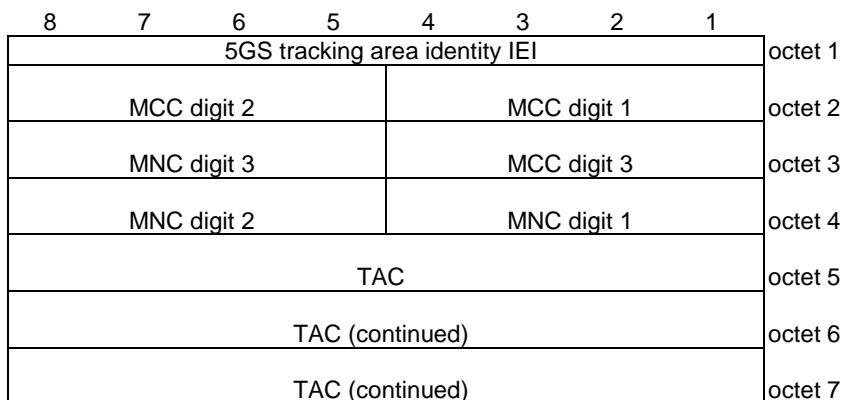 8 7 6 5 4 3 2 1
5GS tracking area identity IEI octet 1
MCC digit 2 MCC digit 1 octet 2
MNC digit 3 MCC digit 3 octet 3
MNC digit 2 MNC digit 1 octet 4
TAC octet 5
TAC (continued) octet 6
TAC (continued) octet 7